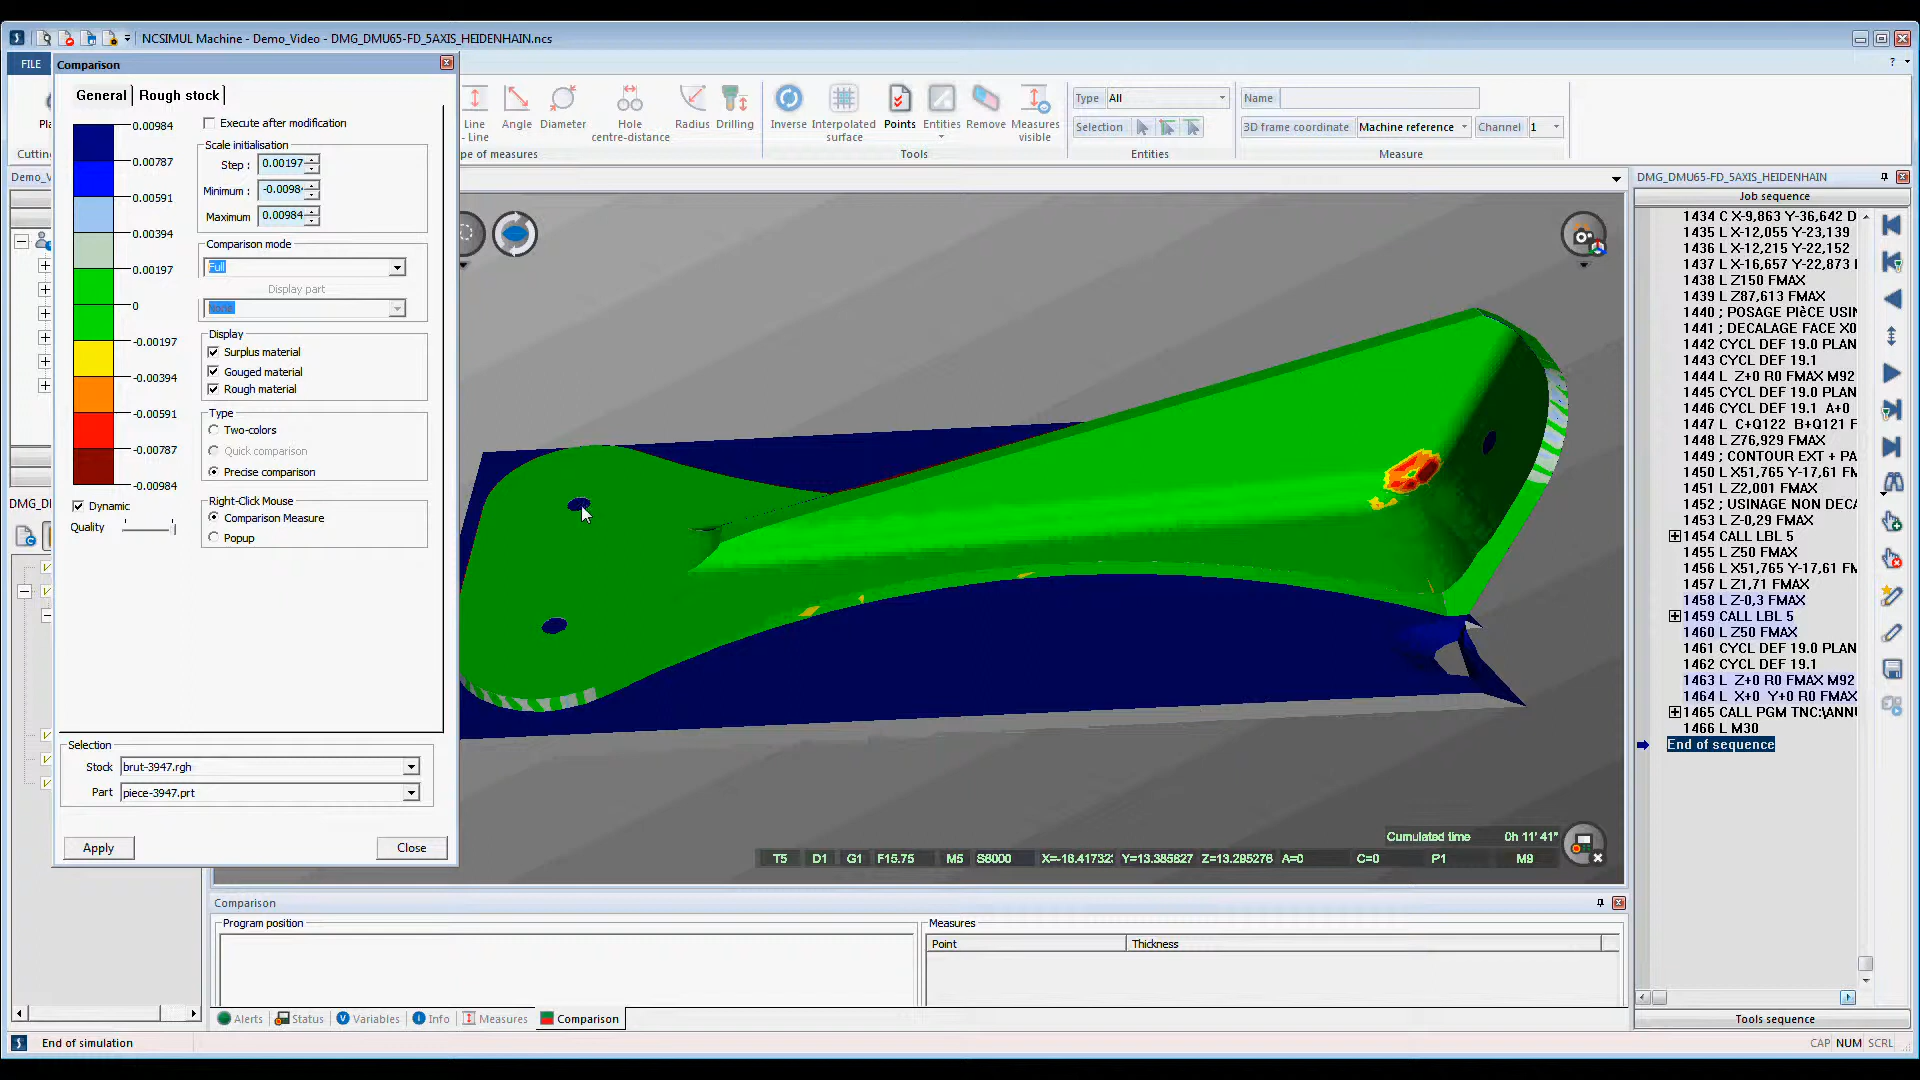 NCSIMUL Machine - Demo_Video - DMG_DMU65-FD_5AXIS_HEIDENHAIN.ncs
FILE
Comparison
General
Rough stock
Execute after modification
Scale initialisation
Step :
0.00197
Minimum :
-0.0098
Maximum
0.00984
Comparison mode
Full
Display part
None
Display
Surplus material
Gouged material
Rough material
Type
Two-colors
Quick comparison
Precise comparison
Right-Click Mouse
Comparison Measure
Popup
0.00984
0.00787
0.00591
0.00394
0.00197
0
-0.00197
-0.00394
-0.00591
-0.00787
-0.00984
Dynamic
Quality
Selection
Stock
brut-3947.rgh
Part
piece-3947.prt
Apply
Close
Pla
Cutting
Demo_V
DMG_D
Line
- Line
Angle
Diameter
Hole
centre-distance
Radius
Drilling
pe of measures
Inverse
Interpolated
surface
Points
Entities
Remove
Measures
visible
Tools
Type
All
Selection
Entities
Name
3D frame coordinate
Machine reference
Channel
1
Measure
DMG_DMU65-FD_5AXIS_HEIDENHAIN
Job sequence
1434 C X-9,863 Y-36,642 D
1435 L X-12,055 Y-23,139
1436 L X-12,215 Y-22,152
1437 L X-16,657 Y-22,873 F
1438 L Z150 FMAX
1439 L Z87,613 FMAX
1440 ; POSAGE PIèCE USIN
1441 ; DECALAGE FACE X0
1442 CYCL DEF 19.0 PLAN
1443 CYCL DEF 19.1
1444 L Z+0 R0 FMAX M92
1445 CYCL DEF 19.0 PLAN
1446 CYCL DEF 19.1 A+0
1447 L C+Q122 B+Q121 F
1448 L Z76,929 FMAX
1449 ; CONTOUR EXT + PA
1450 L X51,765 Y-17,61 FM
1451 L Z2,001 FMAX
1452 ; USINAGE NON DECA
1453 L Z-0,29 FMAX
1454 CALL LBL 5
1455 L Z50 FMAX
1456 L X51,765 Y-17,61 FM
1457 L Z1,71 FMAX
1458 L Z-0,3 FMAX
1459 CALL LBL 5
1460 L Z50 FMAX
1461 CYCL DEF 19.0 PLAN
1462 CYCL DEF 19.1
1463 L Z+0 R0 FMAX M92
1464 L X+0 Y+0 R0 FMAX
1465 CALL PGM TNC:\ANNU
1466 L M30
End of sequence
Tools sequence
Cumulated time 0h 11' 41"
T5 D1 G1 F15.75 M5 S8000 X=-16.41732 Y=13.385827 Z=13.295276 A=0 C=0 P1 M9
Comparison
Program position
Measures
Point
Thickness
Alerts
Status
Variables
Info
Measures
Comparison
End of simulation
CAP NUM SCRL